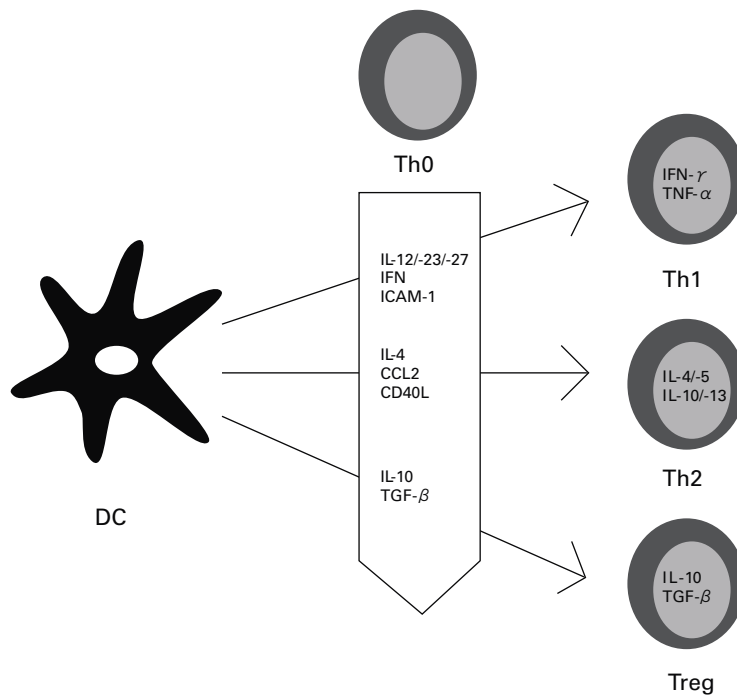 Th0
IFN-γ
TNF-α
Th1
IL-12/-23/-27
IFN
ICAM-1
IL-4
CCL2
CD40L
IL-4/-5
IL-10/-13
Th2
IL-10
TGF-β
DC
IL-10
TGF-β
Treg